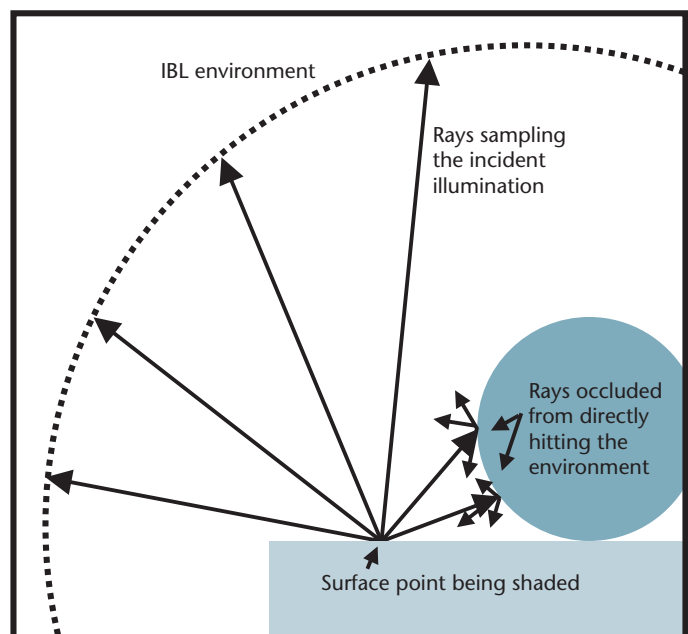 IBL environment
Rays sampling
the incident
illumination
Rays occluded
from directly
hitting the
environment
Surface point being shaded